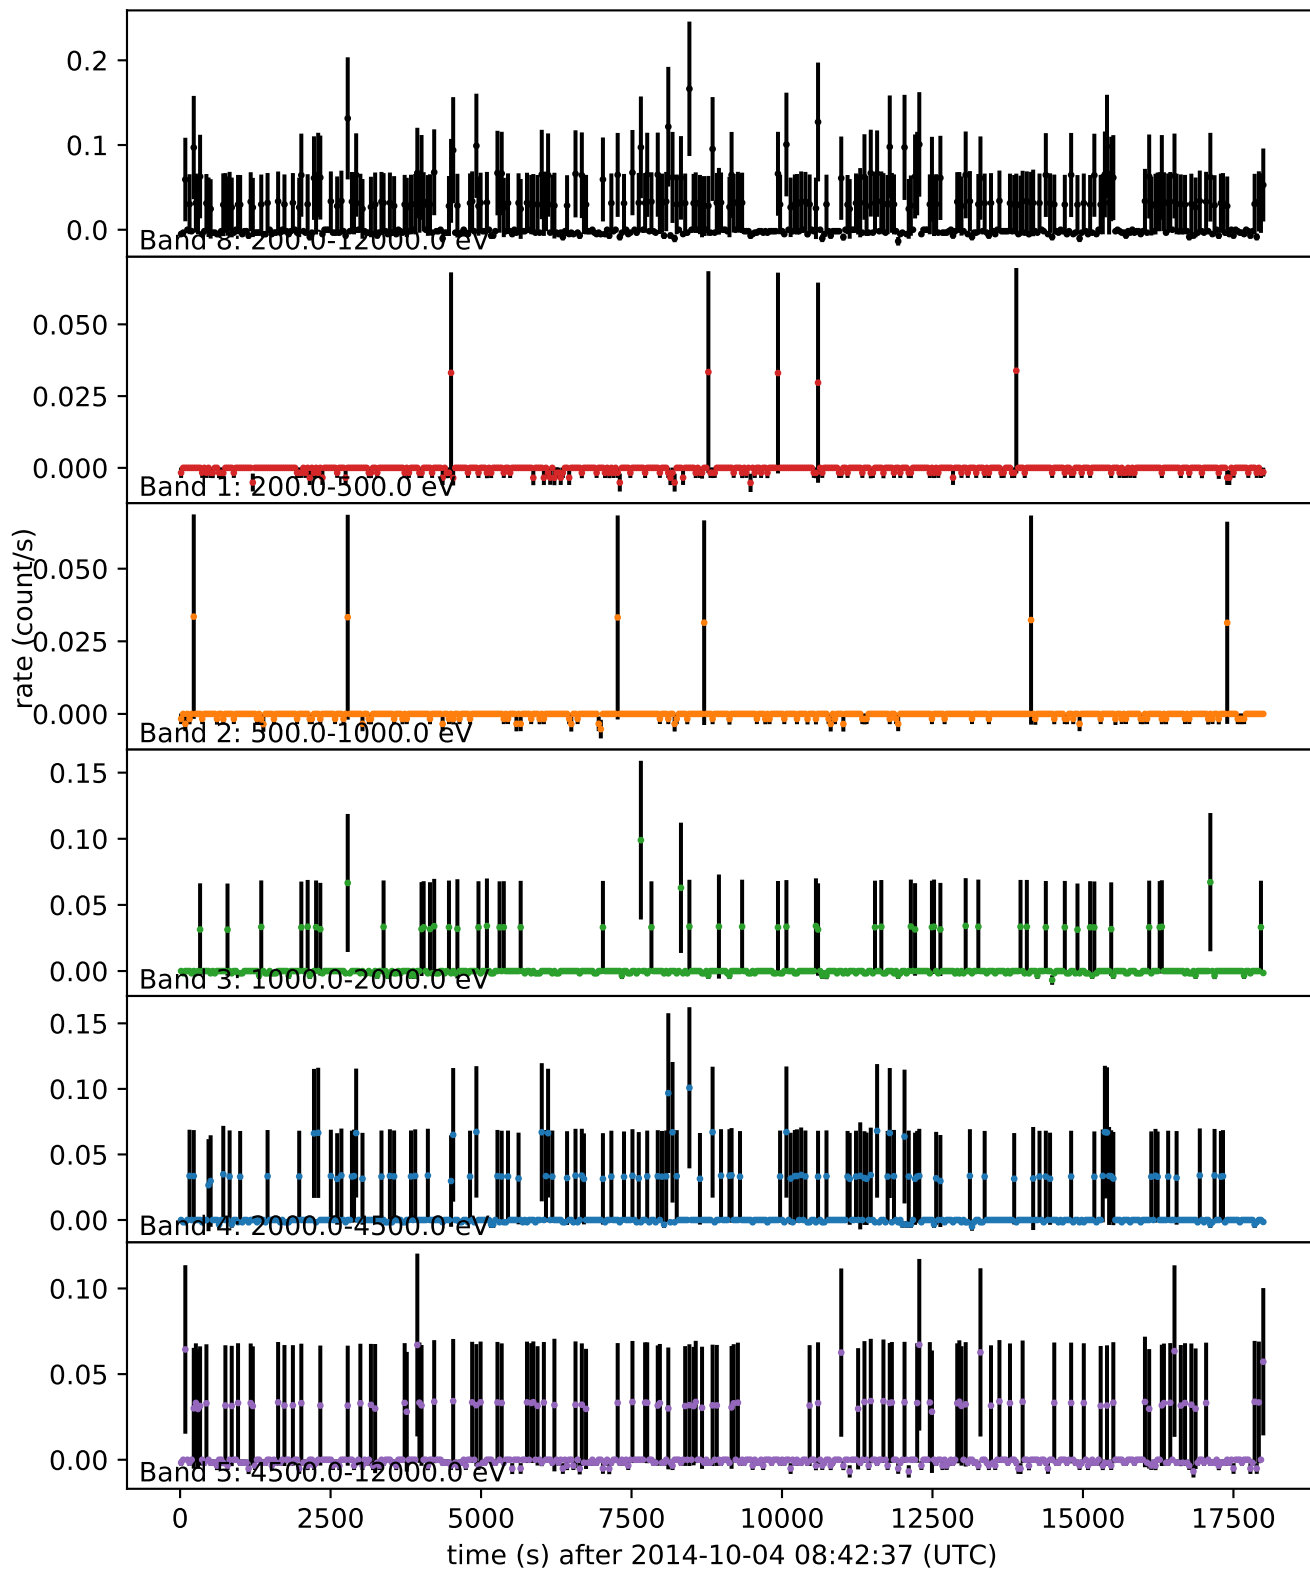 0.2
0.1
0.0
Band 8: 200.0-12000.0 eV
0.050
0.025
0.000
Band 1: 200.0-500.0 eV
rate (count/s)
0.050
0.025
0.000
Band 2: 500.0-1000.0 eV
0.15
0.10
0.05
0.00
Band 3: 1000.0-2000.0 eV
0.15
0.10
0.05
0.00
Band 4: 2000.0-4500.0 eV
0.10
0.05
0.00
Band 5: 4500.0-12000.0 eV
0 2500 5000 7500 10000 12500 15000 17500
time (s) after 2014-10-04 08:42:37 (UTC)